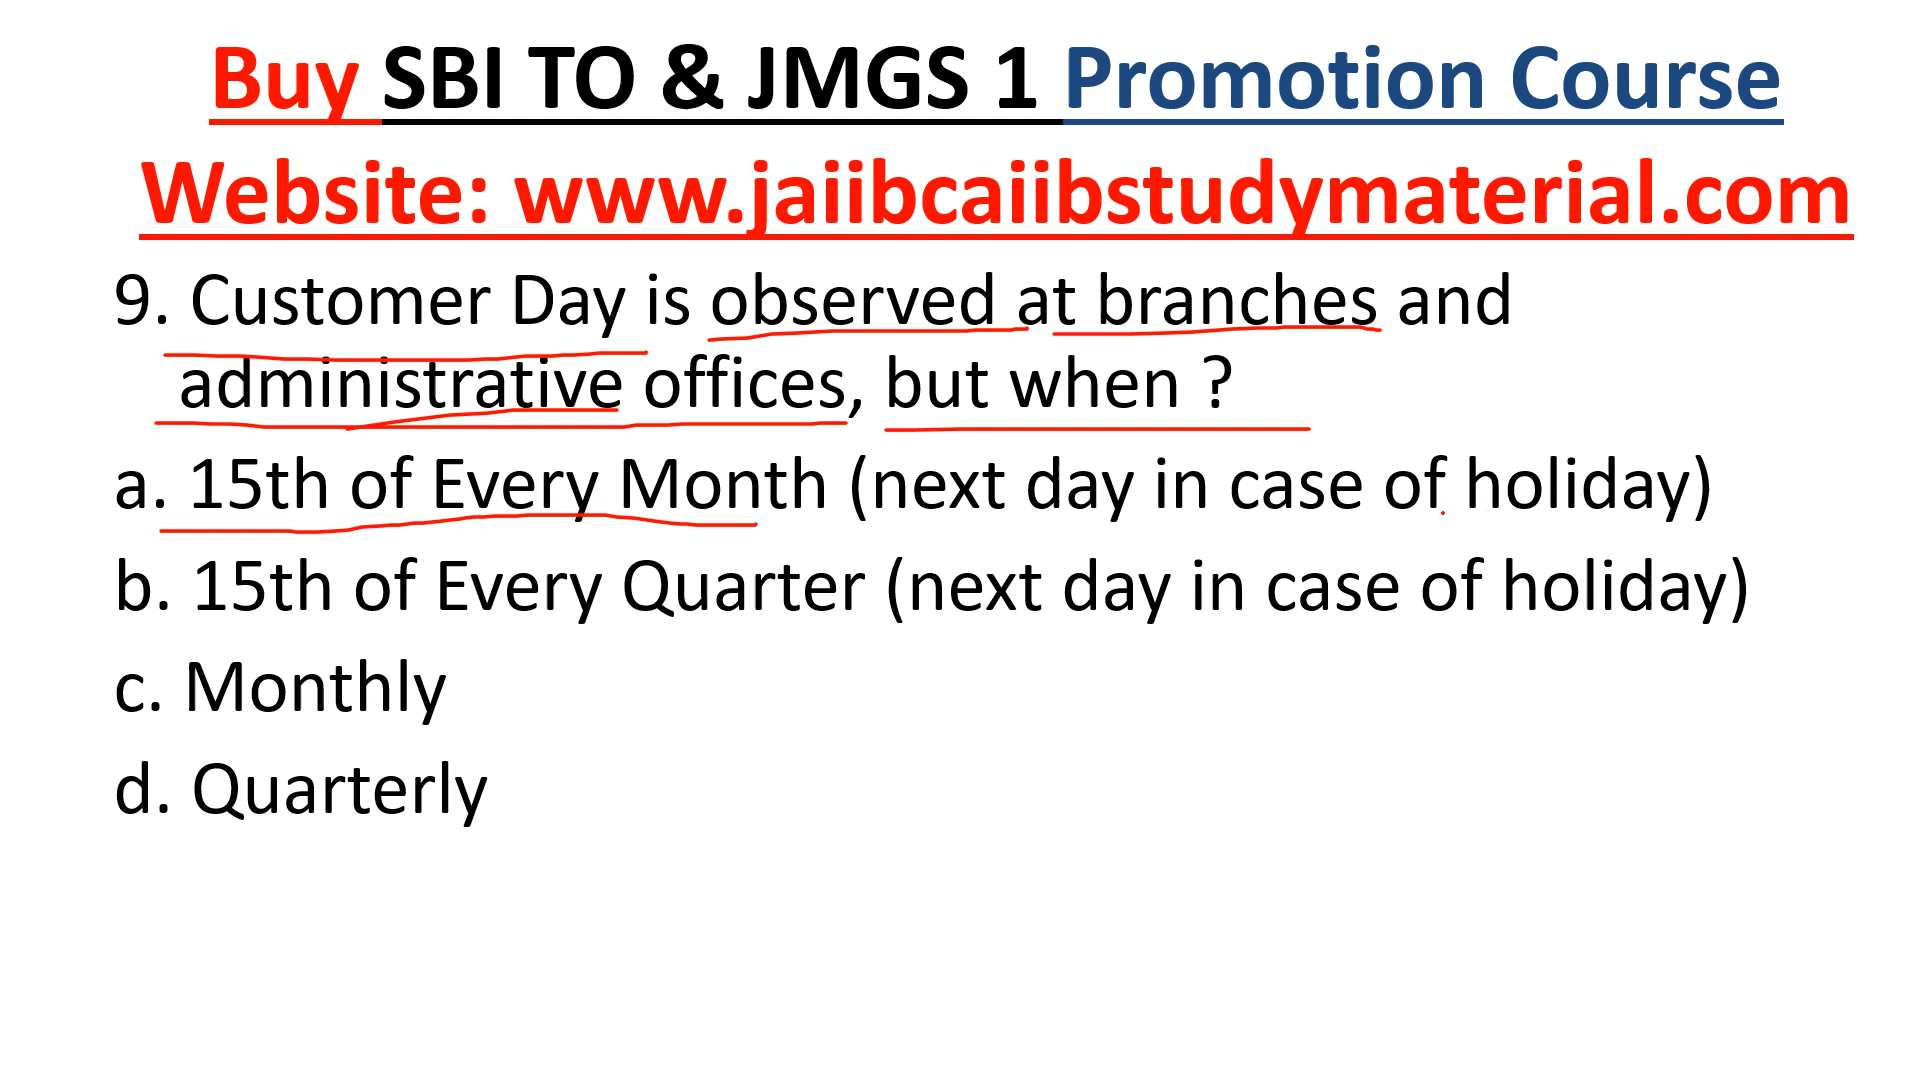 Buy SBI TO & JMGS 1 Promotion Course
Website: www.jaiibcaiibstudymaterial.com
9. Customer Day is observed at branches and
administrative offices, but when ?
a. 15th of Every Month (next day in case of holiday)
b. 15th of Every Quarter (next day in case of holiday)
c. Monthly
d. Quarterly